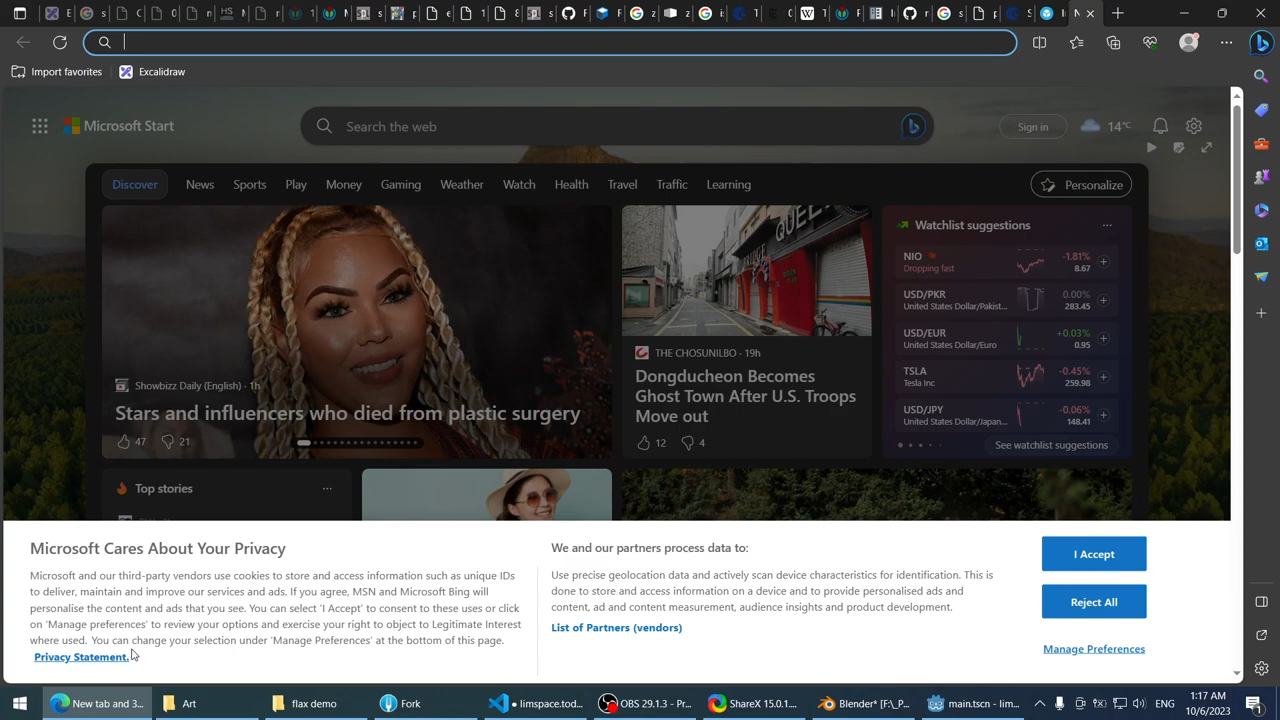 Import favorites
Excalidraw
Microsoft Start
Search the web
Sign in
14°C
Discover
News
Sports
Play
Money
Gaming
Weather
Watch
Health
Travel
Traffic
Learning
Personalize
Showbizz Daily (English) · 1h
Stars and influencers who died from plastic surgery
47
21
THE CHOSUNILBO · 19h
Dongducheon Becomes
Ghost Town After U.S. Troops
Move out
12
4
Watchlist suggestions
NIO
-1.81%
Dropping fast
8.67
USD/PKR
0.00%
United States Dollar/Pakist...
283.45
USD/EUR
+0.03%
United States Dollar/Euro
0.95
TSLA
-0.45%
Tesla Inc
259.98
USD/JPY
-0.06%
United States Dollar/Japan...
148.41
See watchlist suggestions
Top stories
Microsoft Cares About Your Privacy
Microsoft and our third-party vendors use cookies to store and access information such as unique IDs
to deliver, maintain and improve our services and ads. If you agree, MSN and Microsoft Bing will
personalise the content and ads that you see. You can select 'I Accept' to consent to these uses or click
on 'Manage preferences' to review your options and exercise your right to object to Legitimate Interest
where used. You can change your selection under 'Manage Preferences' at the bottom of this page.
Privacy Statement.
We and our partners process data to:
Use precise geolocation data and actively scan device characteristics for identification. This is
done to store and access information on a device and to provide personalised ads and
content, ad and content measurement, audience insights and product development.
List of Partners (vendors)
I Accept
Reject All
Manage Preferences
New tab and 3...
Art
flax demo
Fork
• limspace.tod...
OBS 29.1.3 - Pr...
ShareX 15.0.1....
Blender* [F:\_P...
main.tscn - lim...
ENG
1:17 AM
10/6/2023
1